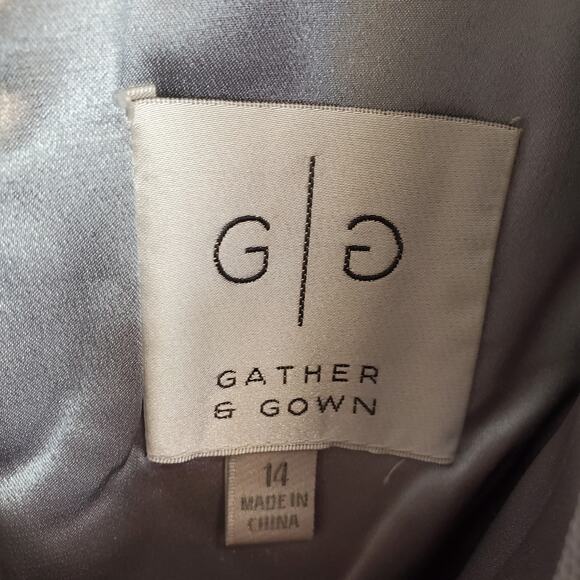 G|G
GATHER
& GOWN
14
MADE IN
CHINA